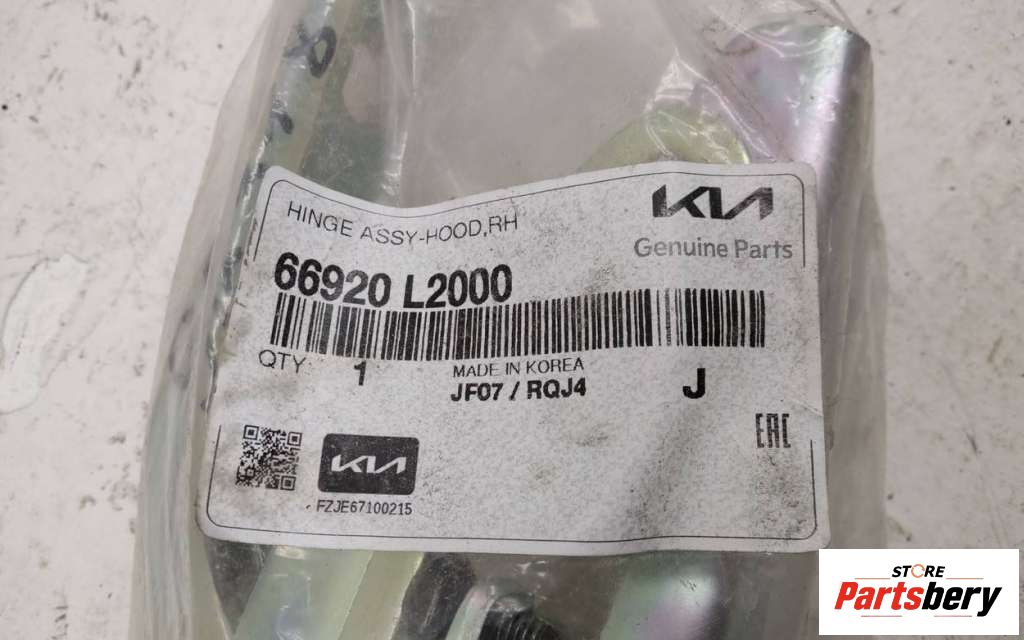 HINGE ASSY-HOOD,RH
KIA
Genuine Parts
66920 L2000
QTY 1
MADE IN KOREA
JF07 / RQJ4
J
EAC
KIA
FZJE67100215
STORE
Partsbery